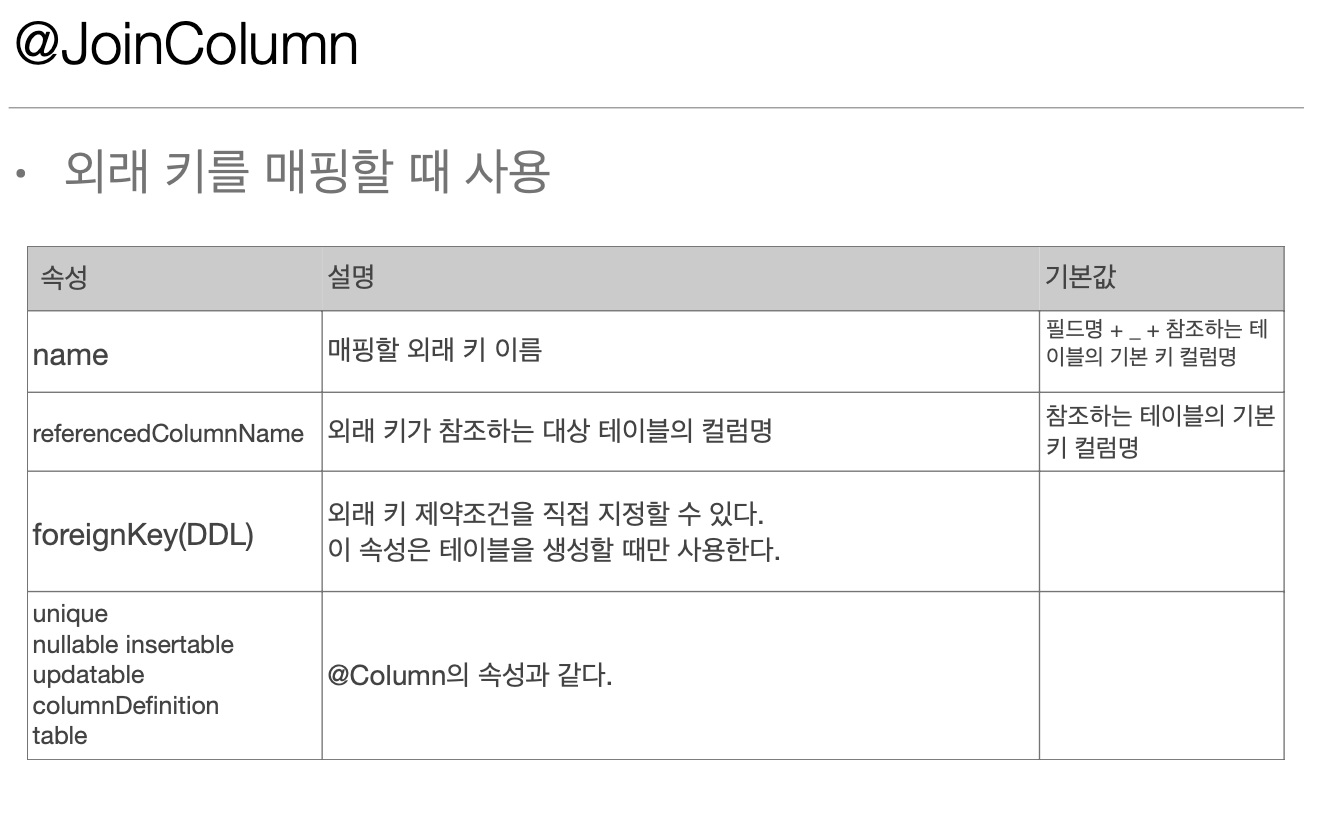 @JoinColumn
• 외래 키를 매핑할 때 사용
속성 설명 기본값
name 매핑할 외래 키 이름 필드명 + _ + 참조하는 테
이블의 기본 키 컬럼명
referencedColumnName 외래 키가 참조하는 대상 테이블의 컬럼명 참조하는 테이블의 기본
키 컬럼명
foreignKey(DDL) 외래 키 제약조건을 직접 지정할 수 있다.
이 속성은 테이블을 생성할 때만 사용한다.
unique
nullable insertable
updatable
columnDefinition
table
@Column의 속성과 같다.